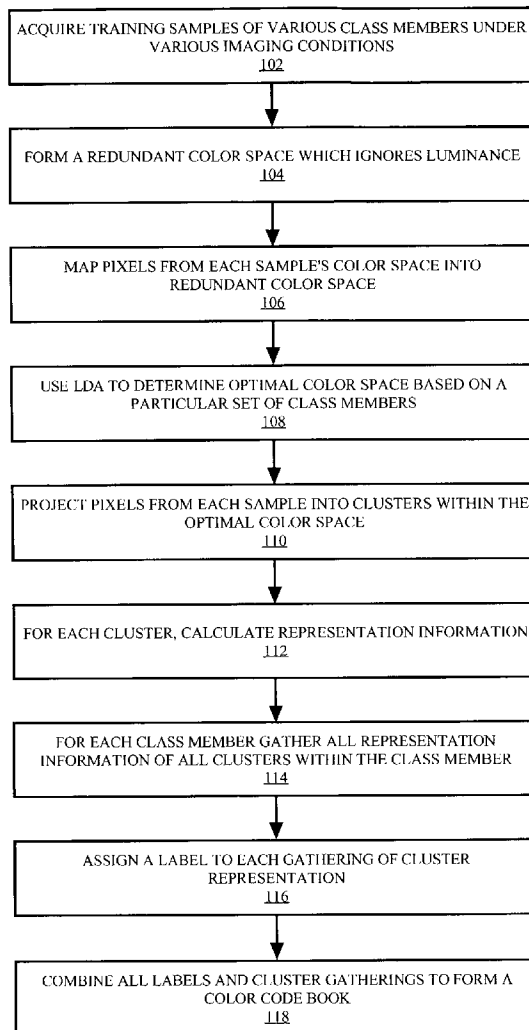 ACQUIRE TRAINING SAMPLES OF VARIOUS CLASS MEMBERS UNDER
VARIOUS IMAGING CONDITIONS
102
FORM A REDUNDANT COLOR SPACE WHICH IGNORES LUMINANCE
104
MAP PIXELS FROM EACH SAMPLE'S COLOR SPACE INTO
REDUNDANT COLOR SPACE
106
USE LDA TO DETERMINE OPTIMAL COLOR SPACE BASED ON A
PARTICULAR SET OF CLASS MEMBERS
108
PROJECT PIXELS FROM EACH SAMPLE INTO CLUSTERS WITHIN THE
OPTIMAL COLOR SPACE
110
FOR EACH CLUSTER, CALCULATE REPRESENTATION INFORMATION
112
FOR EACH CLASS MEMBER GATHER ALL REPRESENTATION
INFORMATION OF ALL CLUSTERS WITHIN THE CLASS MEMBER
114
ASSIGN A LABEL TO EACH GATHERING OF CLUSTER
REPRESENTATION
116
COMBINE ALL LABELS AND CLUSTER GATHERINGS TO FORM A
COLOR CODE BOOK
118